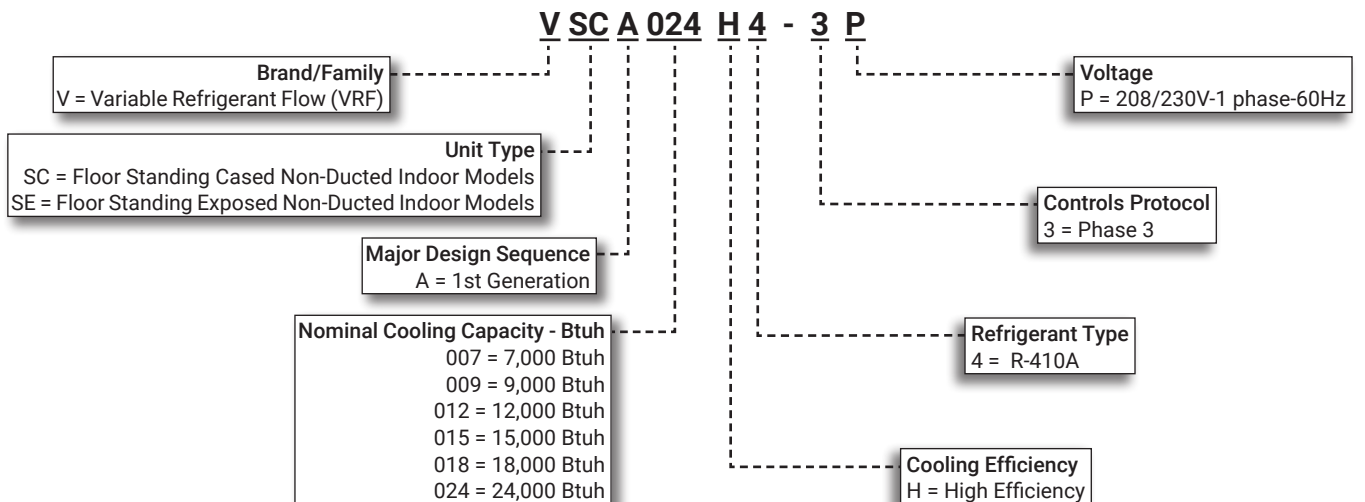 V SC A 024 H 4 - 3 P
Brand/Family
V = Variable Refrigerant Flow (VRF)
Unit Type
SC = Floor Standing Cased Non-Ducted Indoor Models
SE = Floor Standing Exposed Non-Ducted Indoor Models
Major Design Sequence
A = 1st Generation
Nominal Cooling Capacity - Btuh
007 = 7,000 Btuh
009 = 9,000 Btuh
012 = 12,000 Btuh
015 = 15,000 Btuh
018 = 18,000 Btuh
024 = 24,000 Btuh
Voltage
P = 208/230V-1 phase-60Hz
Controls Protocol
3 = Phase 3
Refrigerant Type
4 = R-410A
Cooling Efficiency
H = High Efficiency